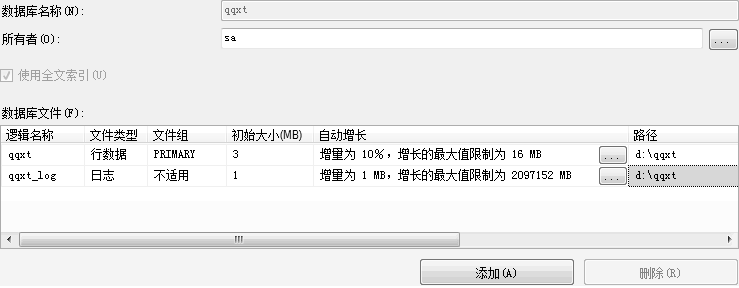 数据库名称(N): qqxt
所有者(O): sa ...
使用全文索引(U)
数据库文件(F):
逻辑名称 文件类型 文件组 初始大小(MB) 自动增长 路径
qqxt 行数据 PRIMARY 3 增量为 10%，增长的最大值限制为 16 MB ... d:\qqxt
qqxt_log 日志 不适用 1 增量为 1 MB，增长的最大值限制为 2097152 MB ... d:\qqxt
添加(A) 删除(R)